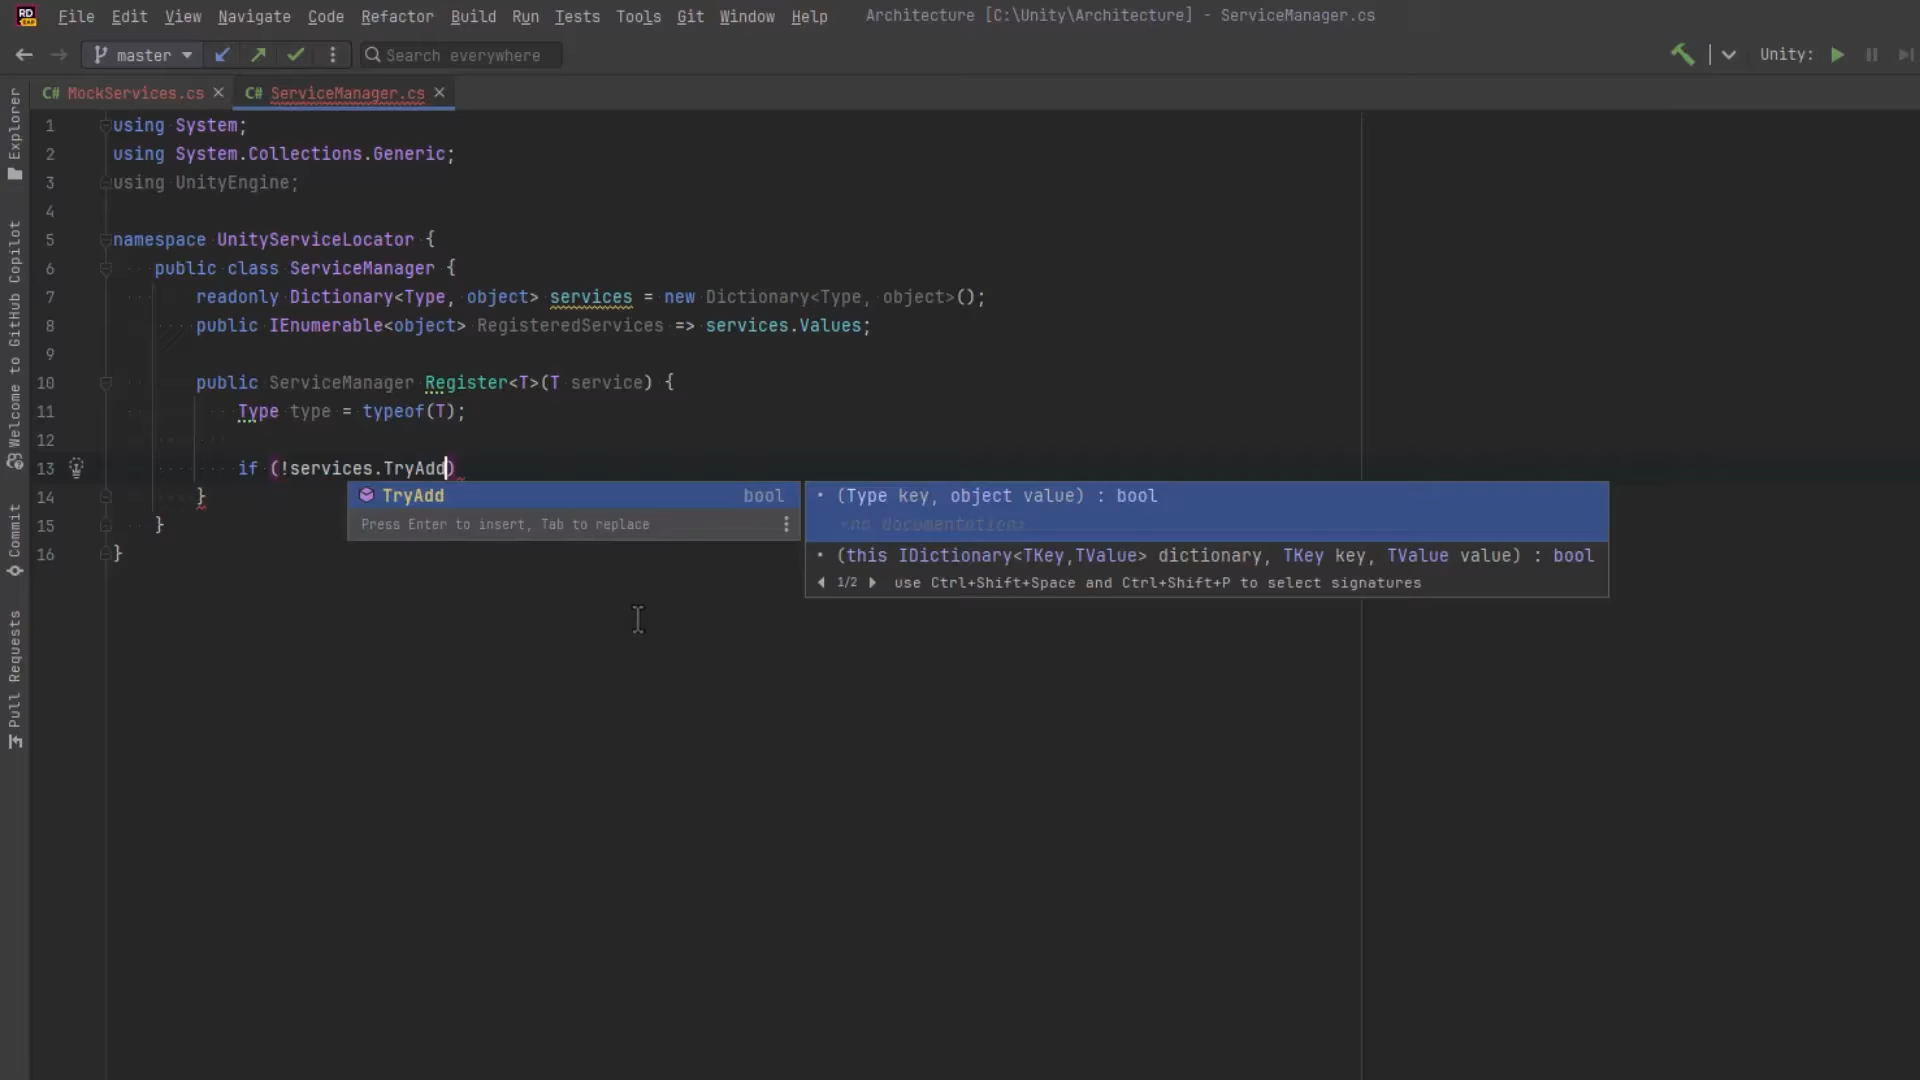 RD
EAP
File Edit View Navigate Code Refactor Build Run Tests Tools Git Window Help Architecture [C:\Unity\Architecture] - ServiceManager.cs
master Search everywhere Unity:
C# MockServices.cs C# ServiceManager.cs
Explorer
Welcome to GitHub Copilot
Commit
Pull Requests
1 using System;
2 using System.Collections.Generic;
3 using UnityEngine;
4
5 namespace UnityServiceLocator {
6 public class ServiceManager {
7 readonly Dictionary<Type, object> services = new Dictionary<Type, object>();
8 public IEnumerable<object> RegisteredServices => services.Values;
9
10 public ServiceManager Register<T>(T service) {
11 Type type = typeof(T);
12
13 if (!services.TryAdd)
14 }
15 }
16 }
TryAdd bool
Press Enter to insert, Tab to replace
• (Type key, object value) : bool
<no documentation>
• (this IDictionary<TKey,TValue> dictionary, TKey key, TValue value) : bool
1/2 use Ctrl+Shift+Space and Ctrl+Shift+P to select signatures